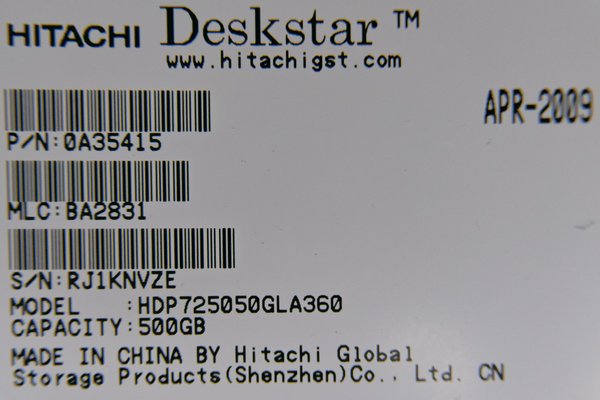 HITACHI Deskstar™
www.hitachigst.com
APR-2009
P/N:0A35415
MLC:BA2831
S/N:RJ1KNVZE
MODEL :HDP725050GLA360
CAPACITY:500GB
MADE IN CHINA BY Hitachi Global
Storage Products(Shenzhen)Co., Ltd. CN